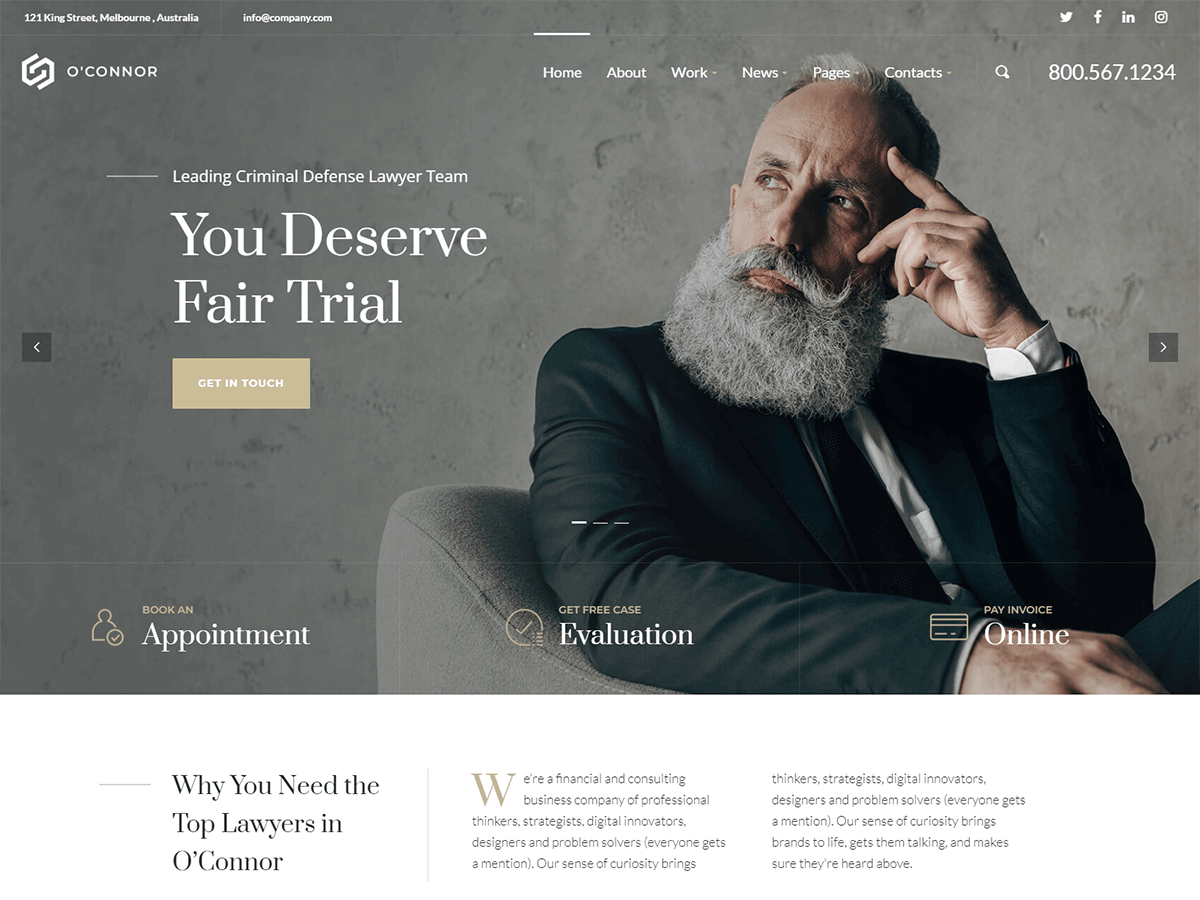 121 King Street, Melbourne , Australia
info@company.com
O'CONNOR
Home
About
Work
News
Pages
Contacts
800.567.1234
Leading Criminal Defense Lawyer Team
You Deserve
Fair Trial
GET IN TOUCH
BOOK AN
Appointment
GET FREE CASE
Evaluation
PAY INVOICE
Online
Why You Need the
Top Lawyers in
O’Connor
We’re a financial and consulting
business company of professional
thinkers, strategists, digital innovators,
designers and problem solvers (everyone gets
a mention). Our sense of curiosity brings
thinkers, strategists, digital innovators,
designers and problem solvers (everyone gets
a mention). Our sense of curiosity brings
brands to life, gets them talking, and makes
sure they’re heard above.